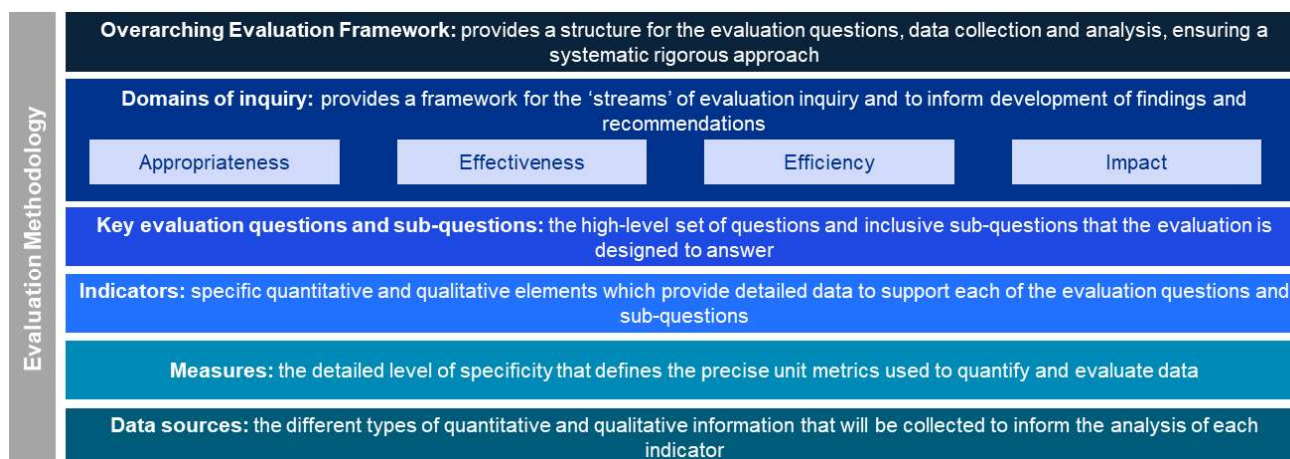 Evaluation Methodology
Overarching Evaluation Framework: provides a structure for the evaluation questions, data collection and analysis, ensuring a
systematic rigorous approach
Domains of inquiry: provides a framework for the ‘streams’ of evaluation inquiry and to inform development of findings and
recommendations
Appropriateness
Effectiveness
Efficiency
Impact
Key evaluation questions and sub-questions: the high-level set of questions and inclusive sub-questions that the evaluation is
designed to answer
Indicators: specific quantitative and qualitative elements which provide detailed data to support each of the evaluation questions and
sub-questions
Measures: the detailed level of specificity that defines the precise unit metrics used to quantify and evaluate data
Data sources: the different types of quantitative and qualitative information that will be collected to inform the analysis of each
indicator